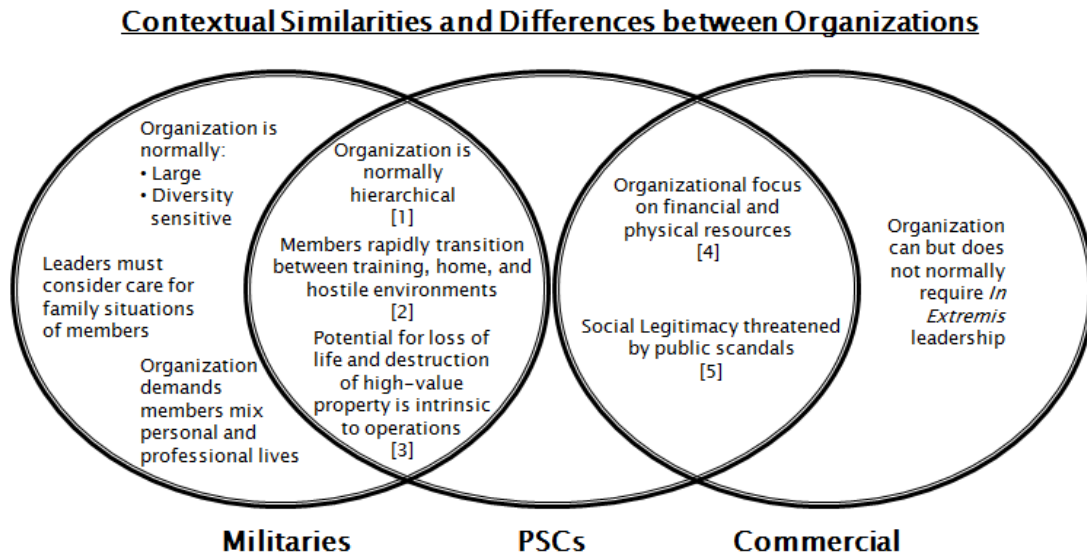 Contextual Similarities and Differences between Organizations
Organization is
normally:
• Large
• Diversity
sensitive
Leaders must
consider care for
family situations
of members
Organization
demands
members mix
personal and
professional lives
Organization is
normally
hierarchical
[1]
Members rapidly transition
between training, home, and
hostile environments
[2]
Potential for loss of
life and destruction
of high-value
property is intrinsic
to operations
[3]
Organizational focus
on financial and
physical resources
[4]
Social Legitimacy threatened
by public scandals
[5]
Organization
can but does
not normally
require In
Extremis
leadership
Militaries
PSCs
Commercial